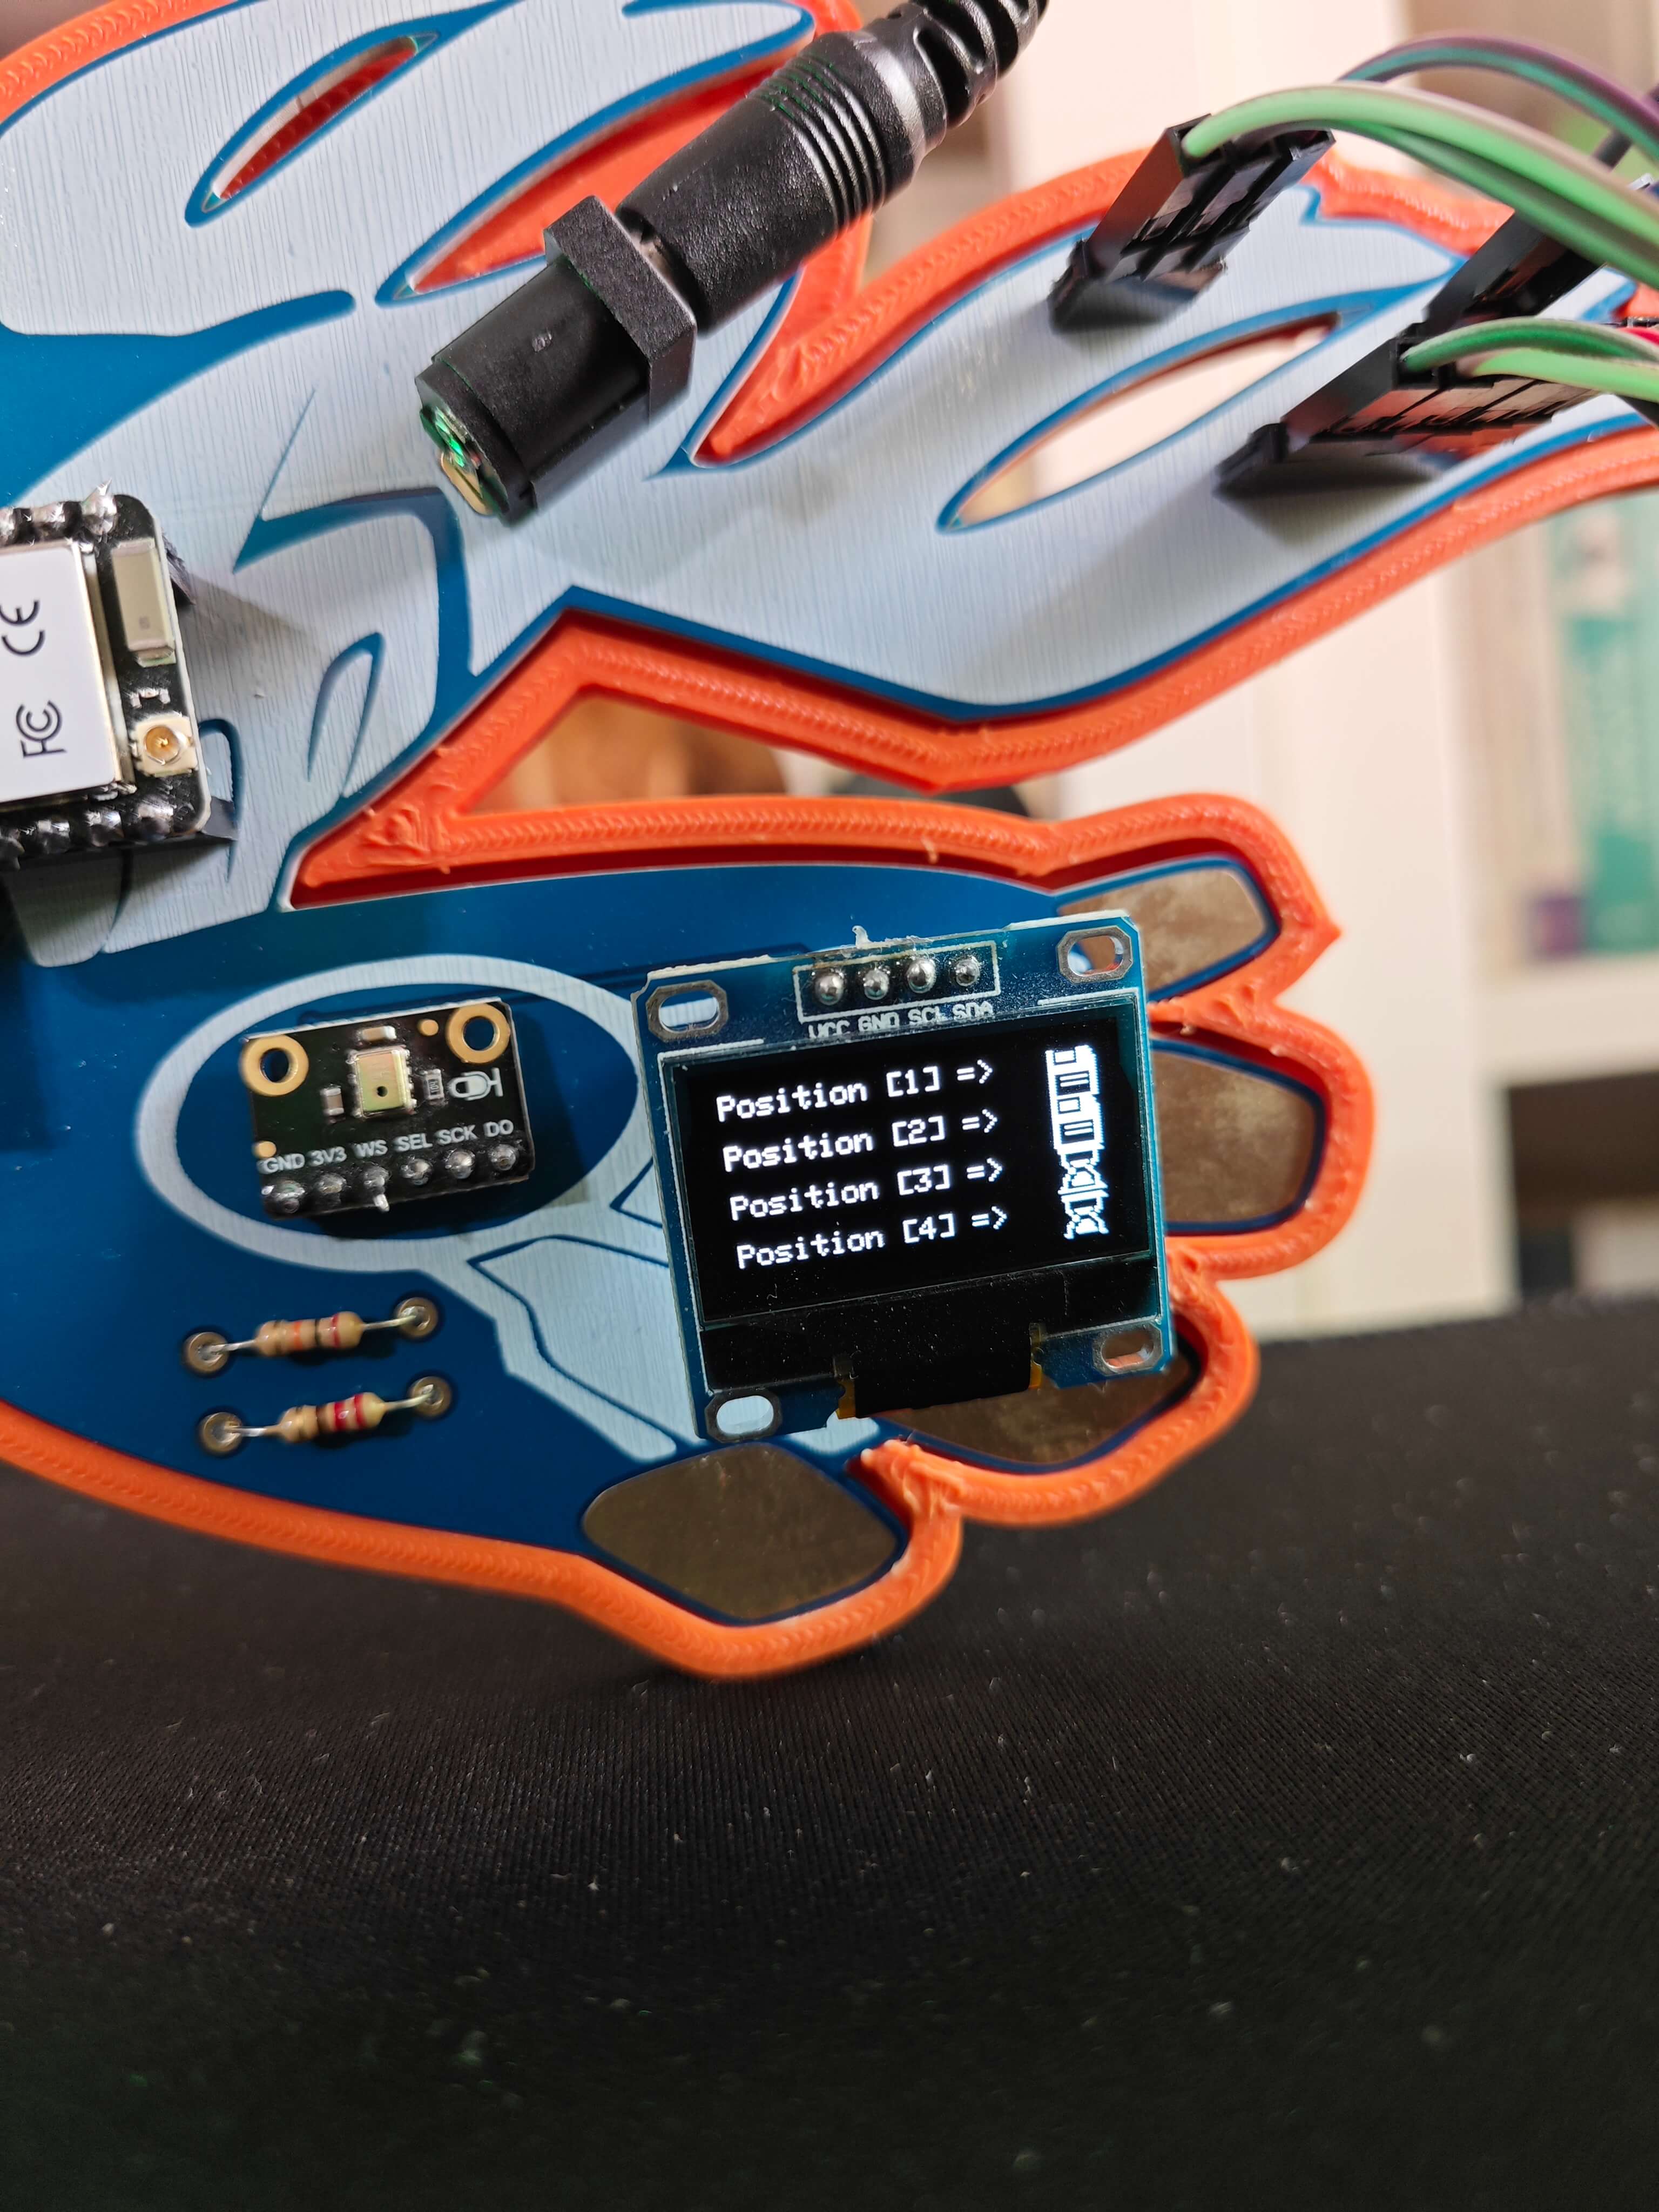 CE
FC
VCC GND SCL SDA
GND 3V3 WS SEL SCK DO
Position [1] =>
Position [2] =>
Position [3] =>
Position [4] =>